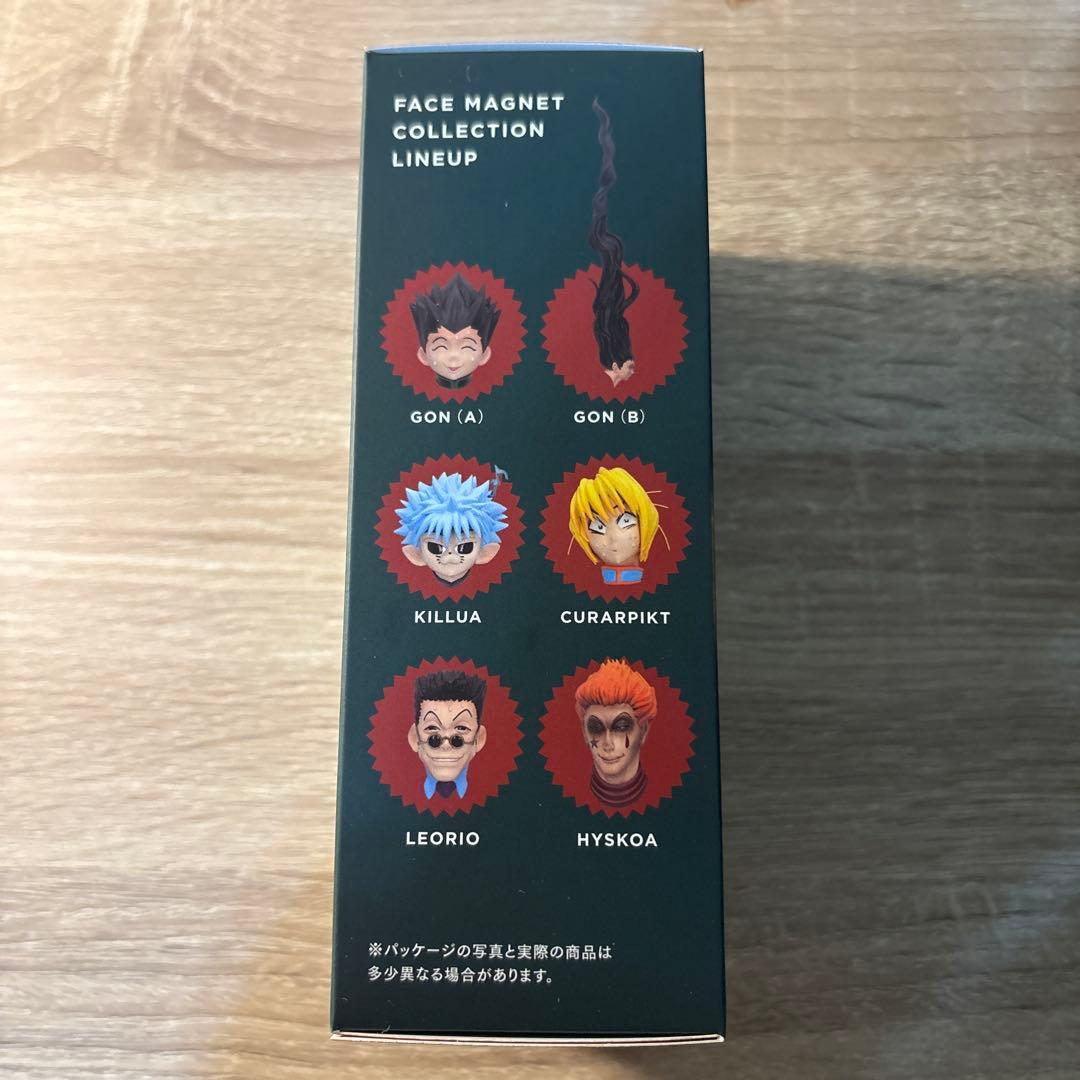 FACE MAGNET
COLLECTION
LINEUP
GON（A）
GON（B）
KILLUA
CURARPIKT
LEORIO
HYSKOA
※パッケージの写真と実際の商品は
多少異なる場合があります。